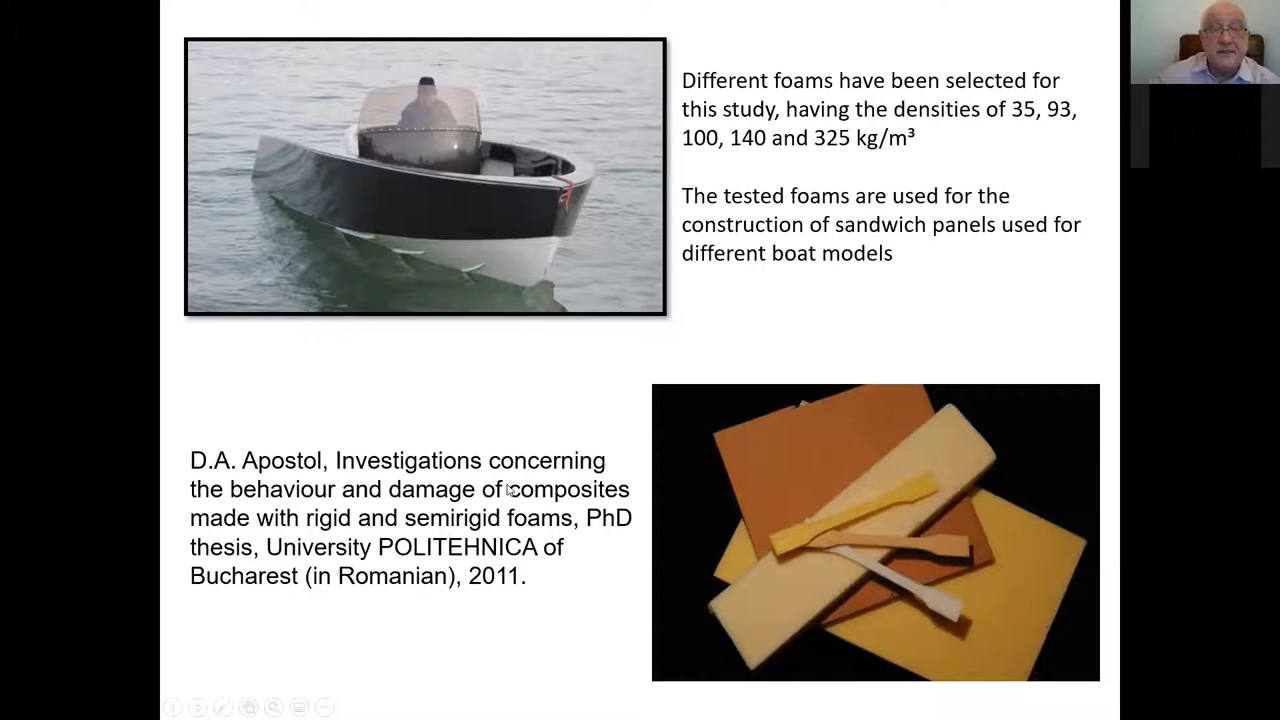 Different foams have been selected for
this study, having the densities of 35, 93,
100, 140 and 325 kg/m³
The tested foams are used for the
construction of sandwich panels used for
different boat models
D.A. Apostol, Investigations concerning
the behaviour and damage of composites
made with rigid and semirigid foams, PhD
thesis, University POLITEHNICA of
Bucharest (in Romanian), 2011.